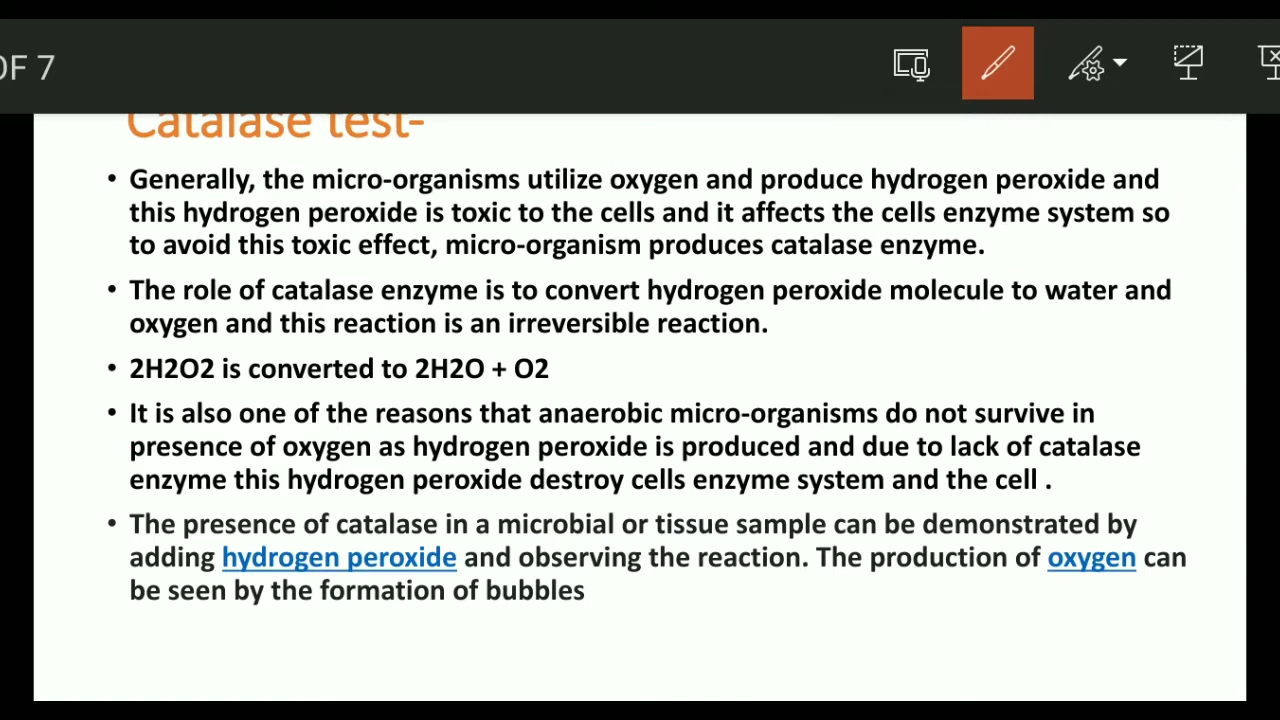 OF 7
Catalase test-
• Generally, the micro-organisms utilize oxygen and produce hydrogen peroxide and
this hydrogen peroxide is toxic to the cells and it affects the cells enzyme system so
to avoid this toxic effect, micro-organism produces catalase enzyme.
• The role of catalase enzyme is to convert hydrogen peroxide molecule to water and
oxygen and this reaction is an irreversible reaction.
• 2H2O2 is converted to 2H2O + O2
• It is also one of the reasons that anaerobic micro-organisms do not survive in
presence of oxygen as hydrogen peroxide is produced and due to lack of catalase
enzyme this hydrogen peroxide destroy cells enzyme system and the cell .
• The presence of catalase in a microbial or tissue sample can be demonstrated by
adding hydrogen peroxide and observing the reaction. The production of oxygen can
be seen by the formation of bubbles